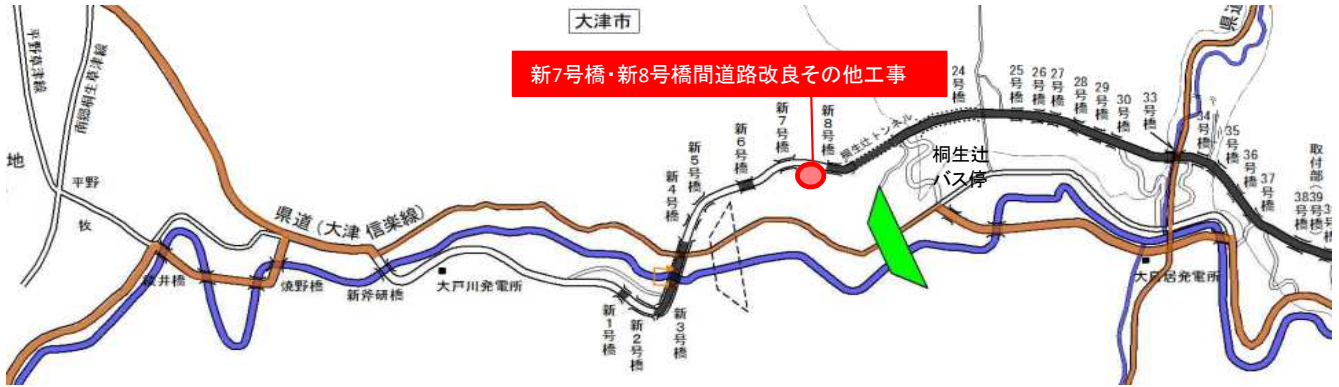 大津市
新7号橋・新8号橋間道路改良その他工事
平野草津線
南郷桐生草津線
地
平野
牧
県道(大津 信楽線)
焼野橋
新斧研橋
大戸川発電所
新1号橋
新2号橋
新3号橋
新4号橋
新5号橋
新6号橋
新7号橋
新8号橋
桐生辻トンネル
桐生辻
バス停
24号橋
25号橋
26号橋
27号橋
28号橋
29号橋
30号橋
33号橋
34号橋
35号橋
36号橋
37号橋
38号橋
39号橋
取付部
県道
大鳥居発電所